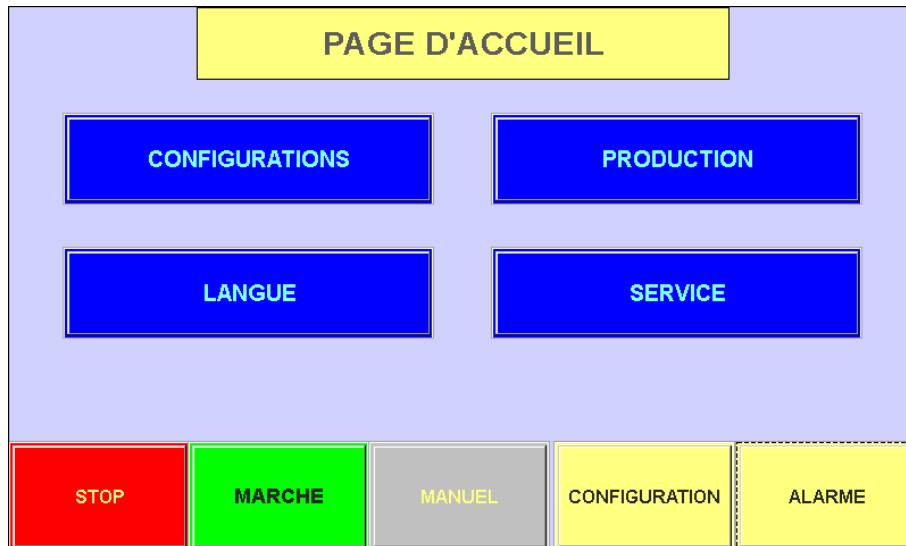 PAGE D'ACCUEIL
CONFIGURATIONS
PRODUCTION
LANGUE
SERVICE
STOP
MARCHE
MANUEL
CONFIGURATION
ALARME